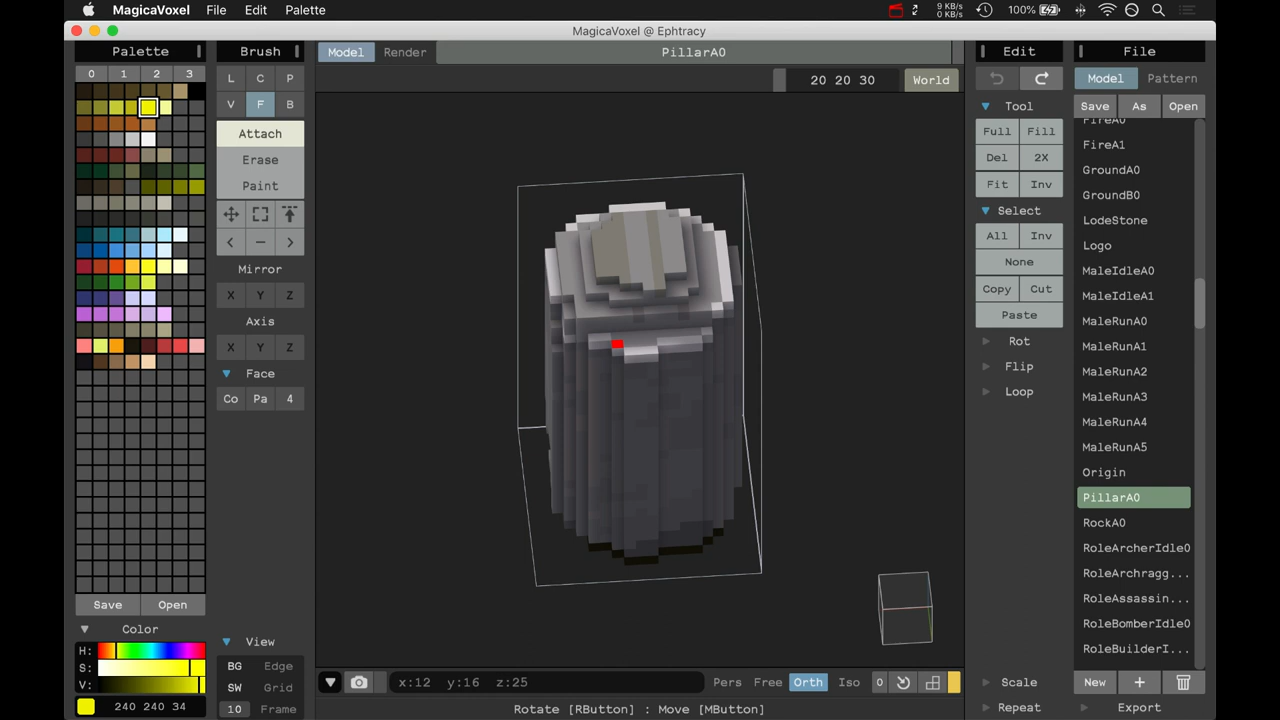 MagicaVoxel File Edit Palette
9 KB/s
0 KB/s
100%
MagicaVoxel @ Ephtracy
Palette
0 1 2 3
Save Open
Color
H:
S:
V:
240 240 34
Brush
L C P
V F B
Attach
Erase
Paint
Mirror
X Y Z
Axis
X Y Z
Face
Co Pa 4
View
BG Edge
SW Grid
10 Frame
Model Render PillarA0
20 20 30 World
x:12 y:16 z:25
Pers Free Orth Iso 0
Rotate [RButton] : Move [MButton]
Edit
Tool
Full Fill
Del 2X
Fit Inv
Select
All Inv
None
Copy Cut
Paste
Rot
Flip
Loop
Scale
Repeat
File
Model Pattern
Save As Open
FireA0
FireA1
GroundA0
GroundB0
LodeStone
Logo
MaleIdleA0
MaleIdleA1
MaleRunA0
MaleRunA1
MaleRunA2
MaleRunA3
MaleRunA4
MaleRunA5
Origin
PillarA0
RockA0
RoleArcherIdle0
RoleArchragg...
RoleAssassin...
RoleBomberIdle0
RoleBuilderI...
New +
Export